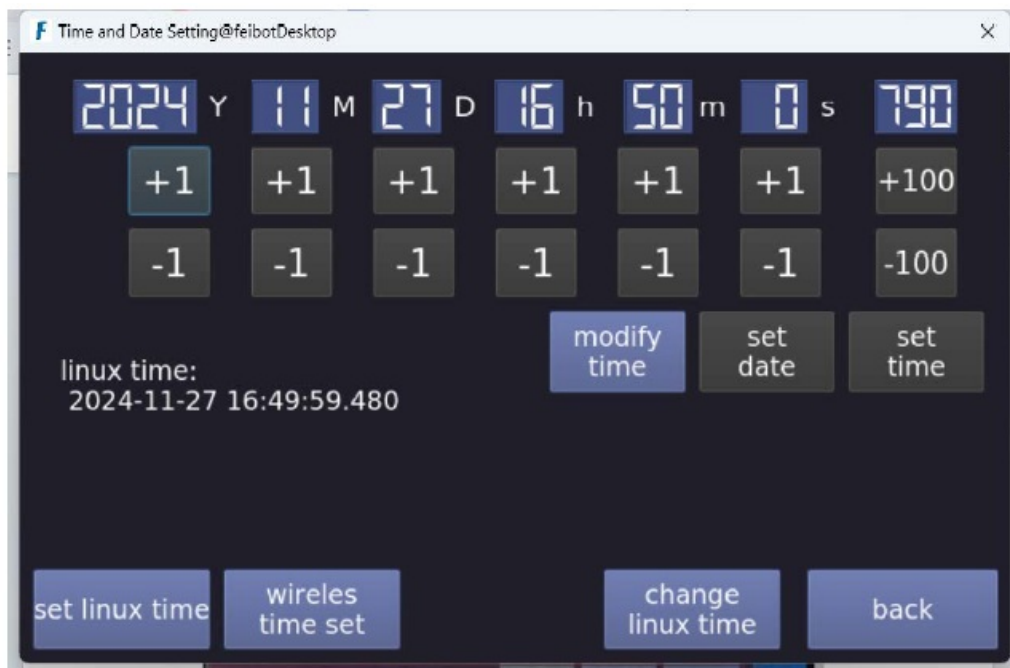 F Time and Date Setting@feibotDesktop
2024 Y 11 M 27 D 16 h 50 m 0 s 790
+1 +1 +1 +1 +1 +1 +100
-1 -1 -1 -1 -1 -1 -100
modify time
set date
set time
linux time:
2024-11-27 16:49:59.480
set linux time
wireles
time set
change
linux time
back